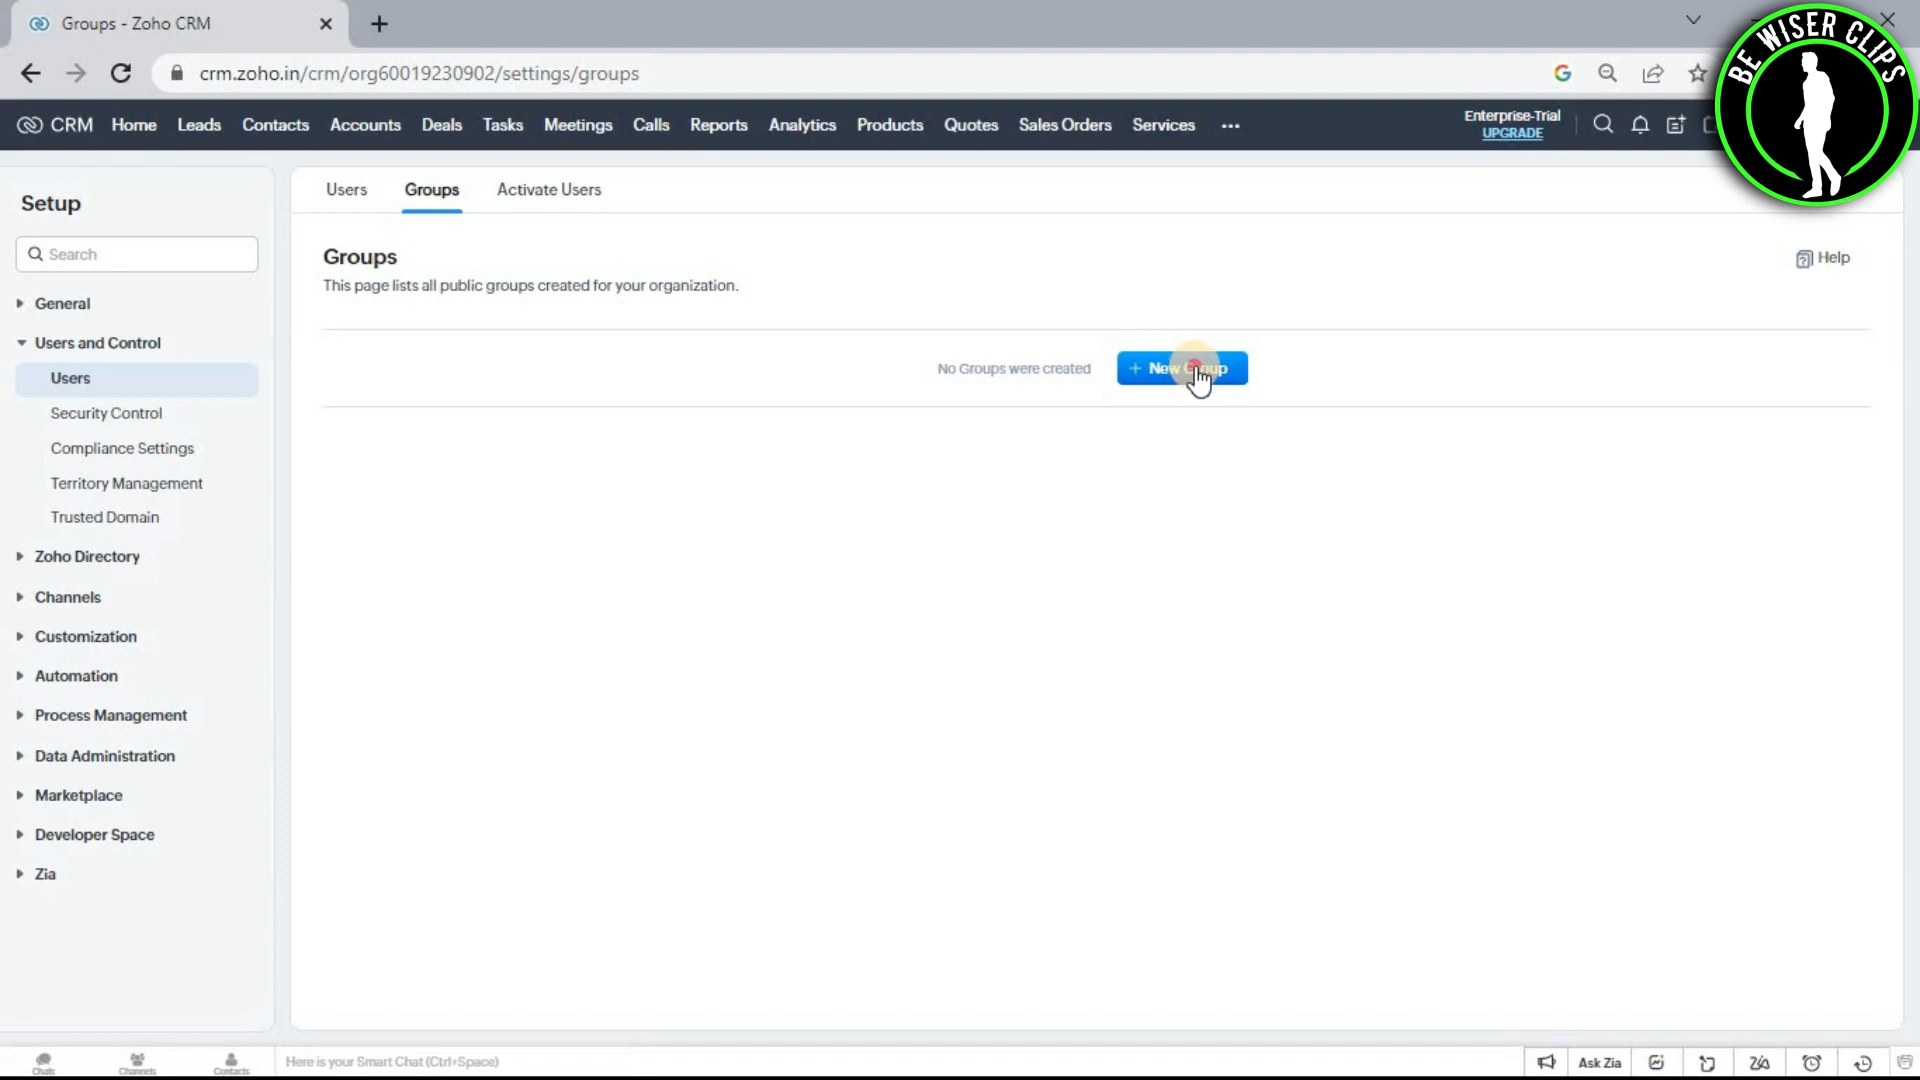 Groups - Zoho CRM
crm.zoho.in/crm/org60019230902/settings/groups
BE WISER CLIPS
CRM Home Leads Contacts Accounts Deals Tasks Meetings Calls Reports Analytics Products Quotes Sales Orders Services ...
Enterprise-Trial
UPGRADE
Setup
Search
General
Users and Control
Users
Security Control
Compliance Settings
Territory Management
Trusted Domain
Zoho Directory
Channels
Customization
Automation
Process Management
Data Administration
Marketplace
Developer Space
Zia
Users Groups Activate Users
Groups
Help
This page lists all public groups created for your organization.
No Groups were created
+ New Group
Chats
Channels
Contacts
Here is your Smart Chat (Ctrl+Space)
Ask Zia